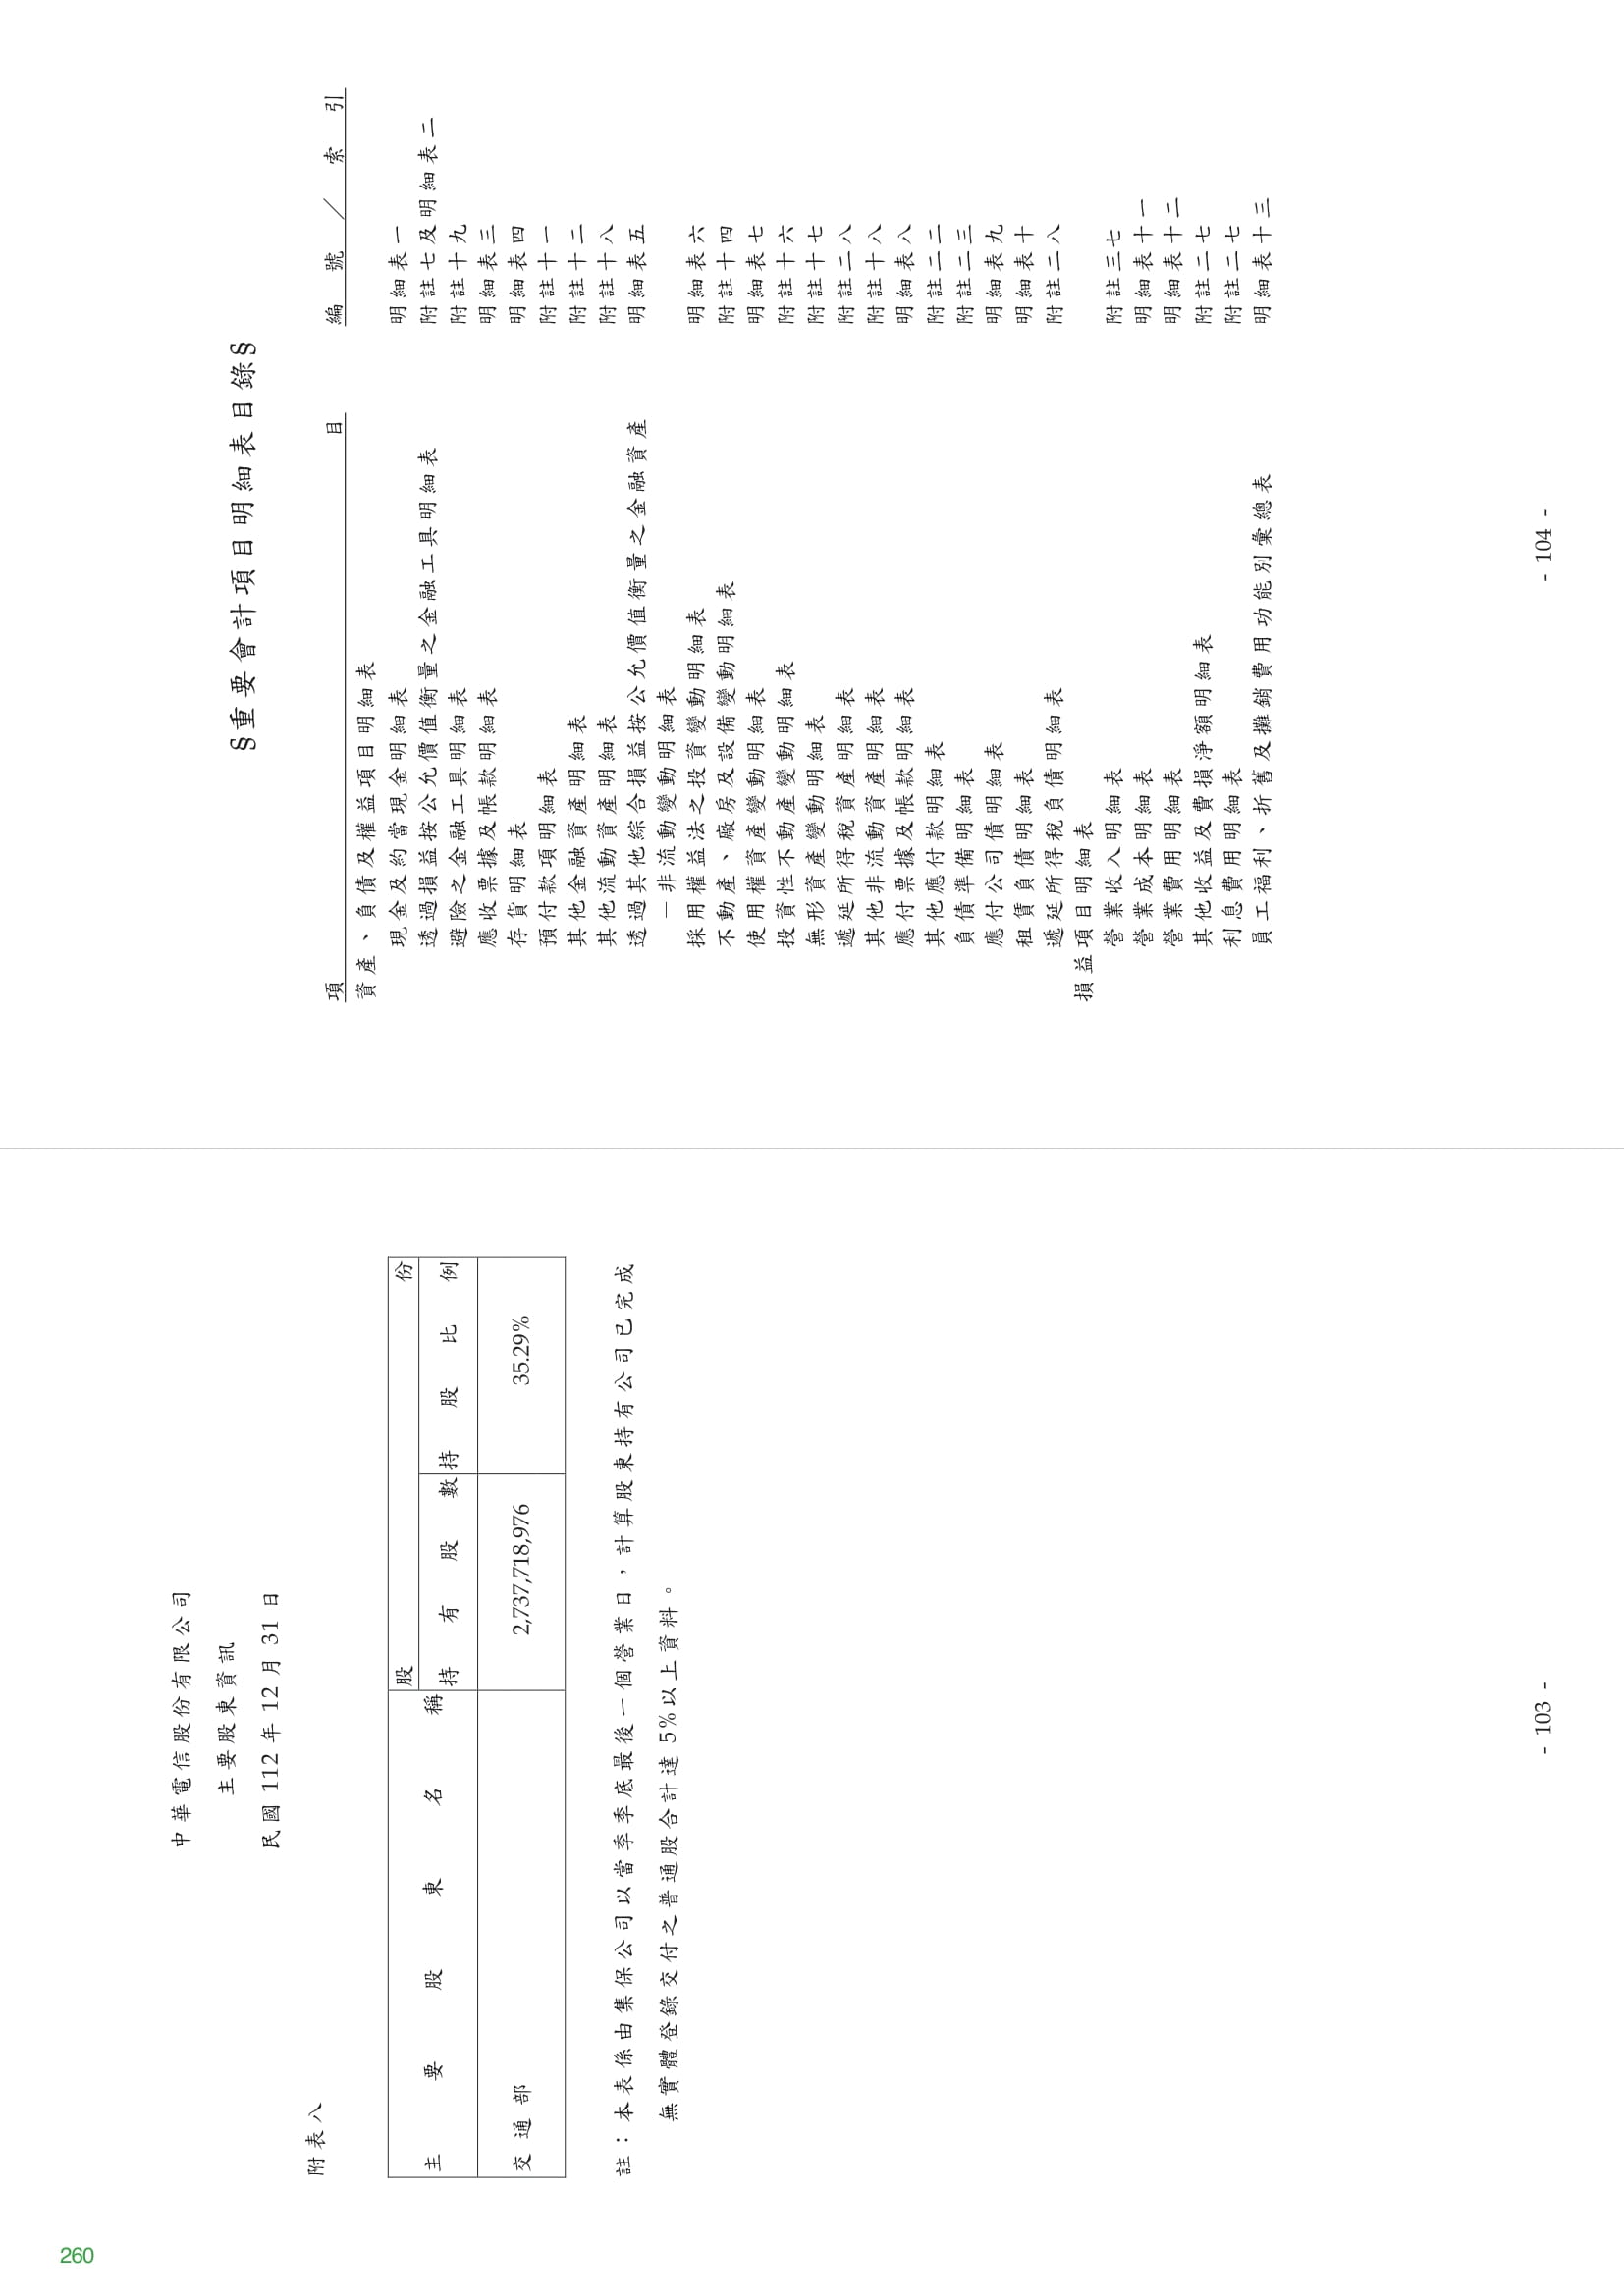 中華電信股份有限公司
主要股東資訊
民國 112 年 12 月 31 日
附表八
主要股東名稱 股份
持有股數 持股比例
交通部 2,737,718,976 35.29%
註：本表係由集保公司以當季季底最後一個營業日，計算股東持有公司已完成
無實體登錄交付之普通股合計達 5%以上資料。
- 103 -
§重要會計項目明細表目錄§
項目 編號／索引
資產、負債及權益項目明細表
現金及約當現金明細表 明細表一
透過損益按公允價值衡量之金融工具明細表 附註七及明細表二
避險之金融工具明細表 附註十九
應收票據及帳款明細表 明細表三
存貨明細表 明細表四
預付款項明細表 附註十一
其他金融資產明細表 附註十二
其他流動資產明細表 附註十八
透過其他綜合損益按公允價值衡量之金融資產 明細表五
－非流動變動明細表
採用權益法之投資變動明細表 明細表六
不動產、廠房及設備變動明細表 附註十四
使用權資產變動明細表 明細表七
投資性不動產變動明細表 附註十六
無形資產變動明細表 附註十七
遞延所得稅資產明細表 附註二八
其他非流動資產明細表 附註十八
應付票據及帳款明細表 明細表八
其他應付款明細表 附註二二
負債準備明細表 附註二三
應付公司債明細表 明細表九
租賃負債明細表 明細表十
遞延所得稅負債明細表 附註二八
損益項目明細表
營業收入明細表 附註三七
營業成本明細表 明細表十一
營業費用明細表 明細表十二
其他收益及費損淨額明細表 附註二七
利息費用明細表 附註二七
員工福利、折舊及攤銷費用功能別彙總表 明細表十三
- 104 -
260